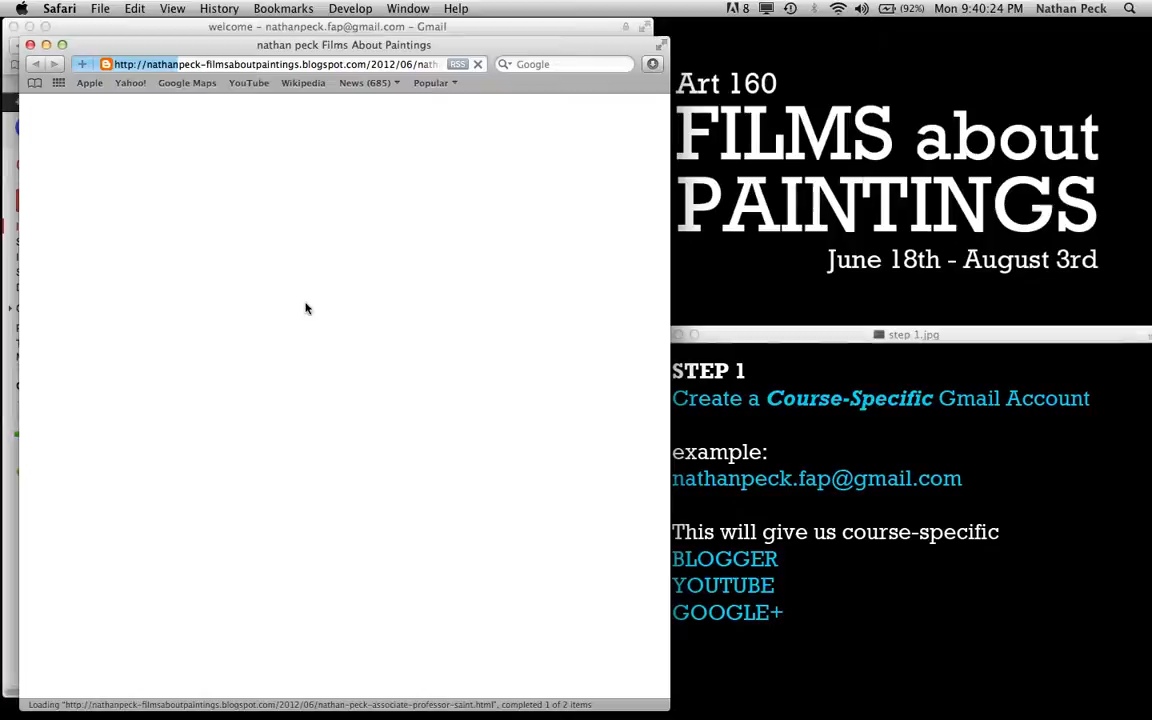 Safari File Edit View History Bookmarks Develop Window Help 8 (92%) Mon 9:40:24 PM Nathan Peck
welcome – nathanpeck.fap@gmail.com – Gmail
nathan peck Films About Paintings
http://nathanpeck-filmsaboutpaintings.blogspot.com/2012/06/nath RSS Google
Apple Yahoo! Google Maps YouTube Wikipedia News (685) Popular
Art 160
FILMS about
PAINTINGS
June 18th - August 3rd
step 1.jpg
STEP 1
Create a Course-Specific Gmail Account
example:
nathanpeck.fap@gmail.com
This will give us course-specific
BLOGGER
YOUTUBE
GOOGLE+
Loading "http://nathanpeck-filmsaboutpaintings.blogspot.com/2012/06/nathan-peck-associate-professor-saint.html", completed 1 of 2 items